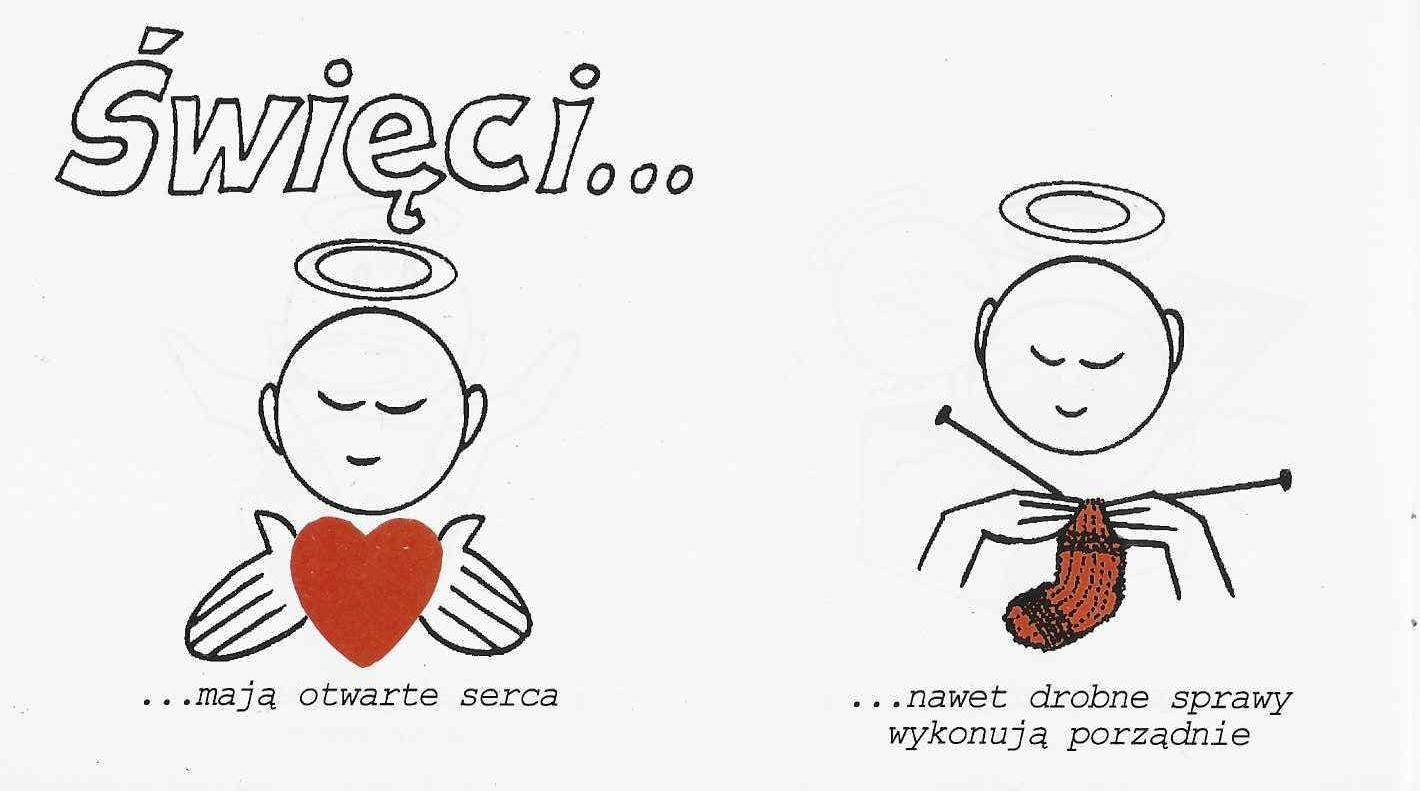 Święci...
...mają otwarte serca
...nawet drobne sprawy
wykonują porządnie